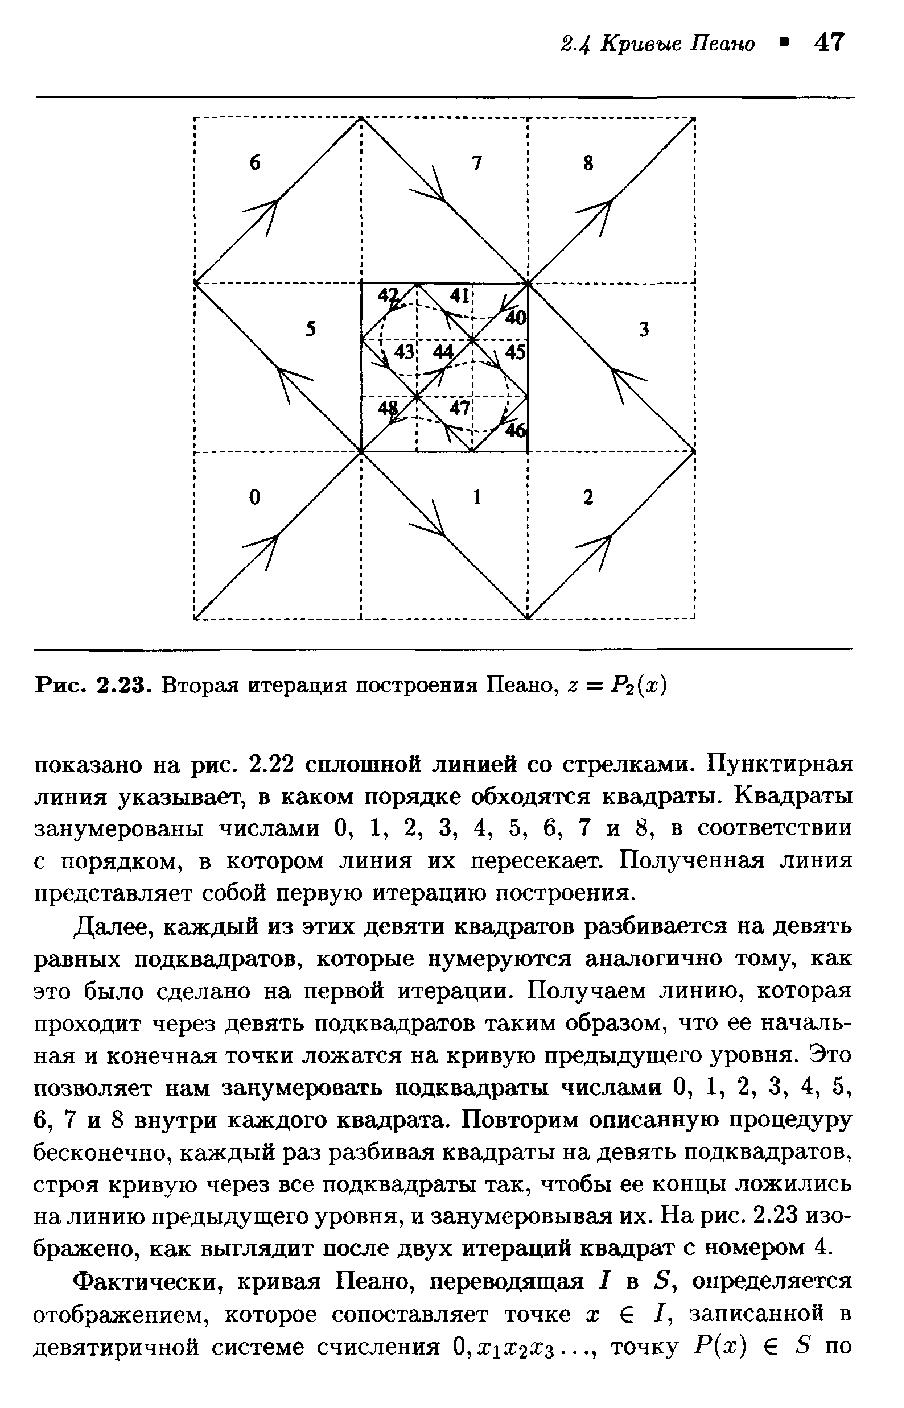 2.4 Кривые Пеано ▪ 47
6 7 8
42 41 40
5 43 44 45 3
48 47 46
0 1 2
Рис. 2.23. Вторая итерация построения Пеано, z = P₂(x)
показано на рис. 2.22 сплошной линией со стрелками. Пунктирная
линия указывает, в каком порядке обходятся квадраты. Квадраты
занумерованы числами 0, 1, 2, 3, 4, 5, 6, 7 и 8, в соответствии
с порядком, в котором линия их пересекает. Полученная линия
представляет собой первую итерацию построения.
Далее, каждый из этих девяти квадратов разбивается на девять
равных подквадратов, которые нумеруются аналогично тому, как
это было сделано на первой итерации. Получаем линию, которая
проходит через девять подквадратов таким образом, что ее началь-
ная и конечная точки ложатся на кривую предыдущего уровня. Это
позволяет нам занумеровать подквадраты числами 0, 1, 2, 3, 4, 5,
6, 7 и 8 внутри каждого квадрата. Повторим описанную процедуру
бесконечно, каждый раз разбивая квадраты на девять подквадратов,
строя кривую через все подквадраты так, чтобы ее концы ложились
на линию предыдущего уровня, и занумеровывая их. На рис. 2.23 изо-
бражено, как выглядит после двух итераций квадрат с номером 4.
Фактически, кривая Пеано, переводящая I в S, определяется
отображением, которое сопоставляет точке x ∈ I, записанной в
девятиричной системе счисления 0,x₁x₂x₃..., точку P(x) ∈ S по